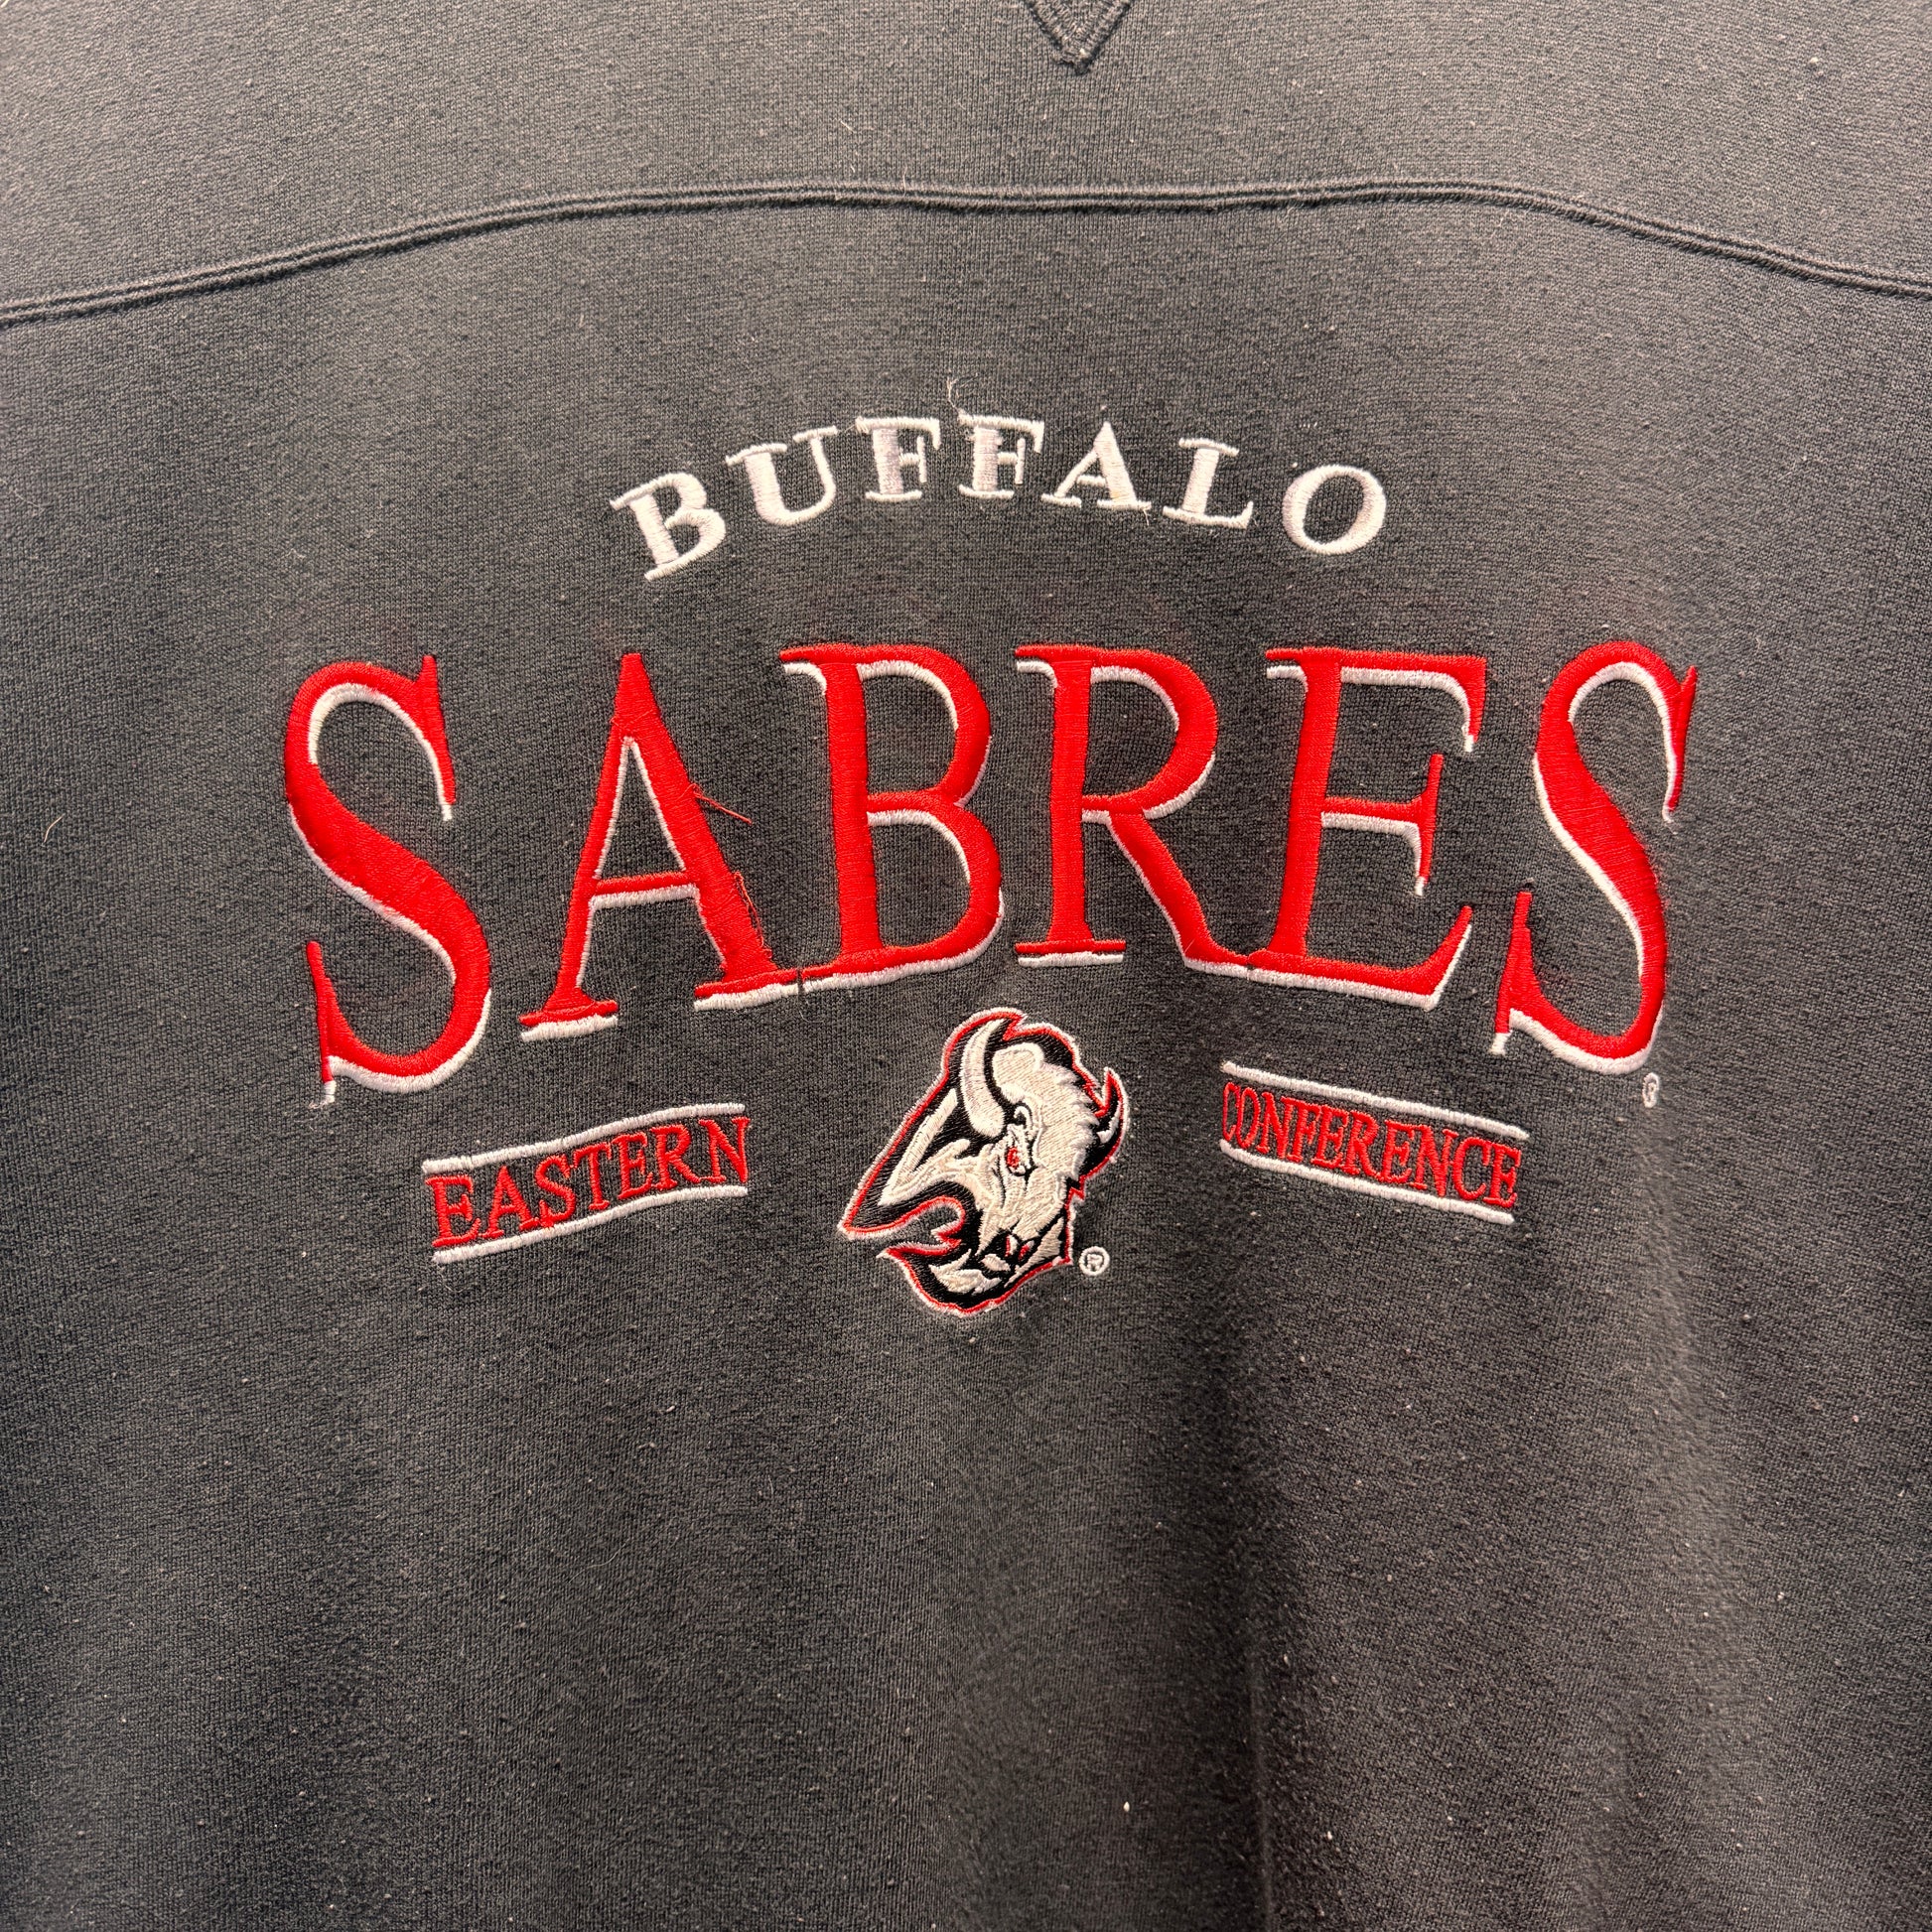 BUFFALO
SABRES
®
EASTERN CONFERENCE
®